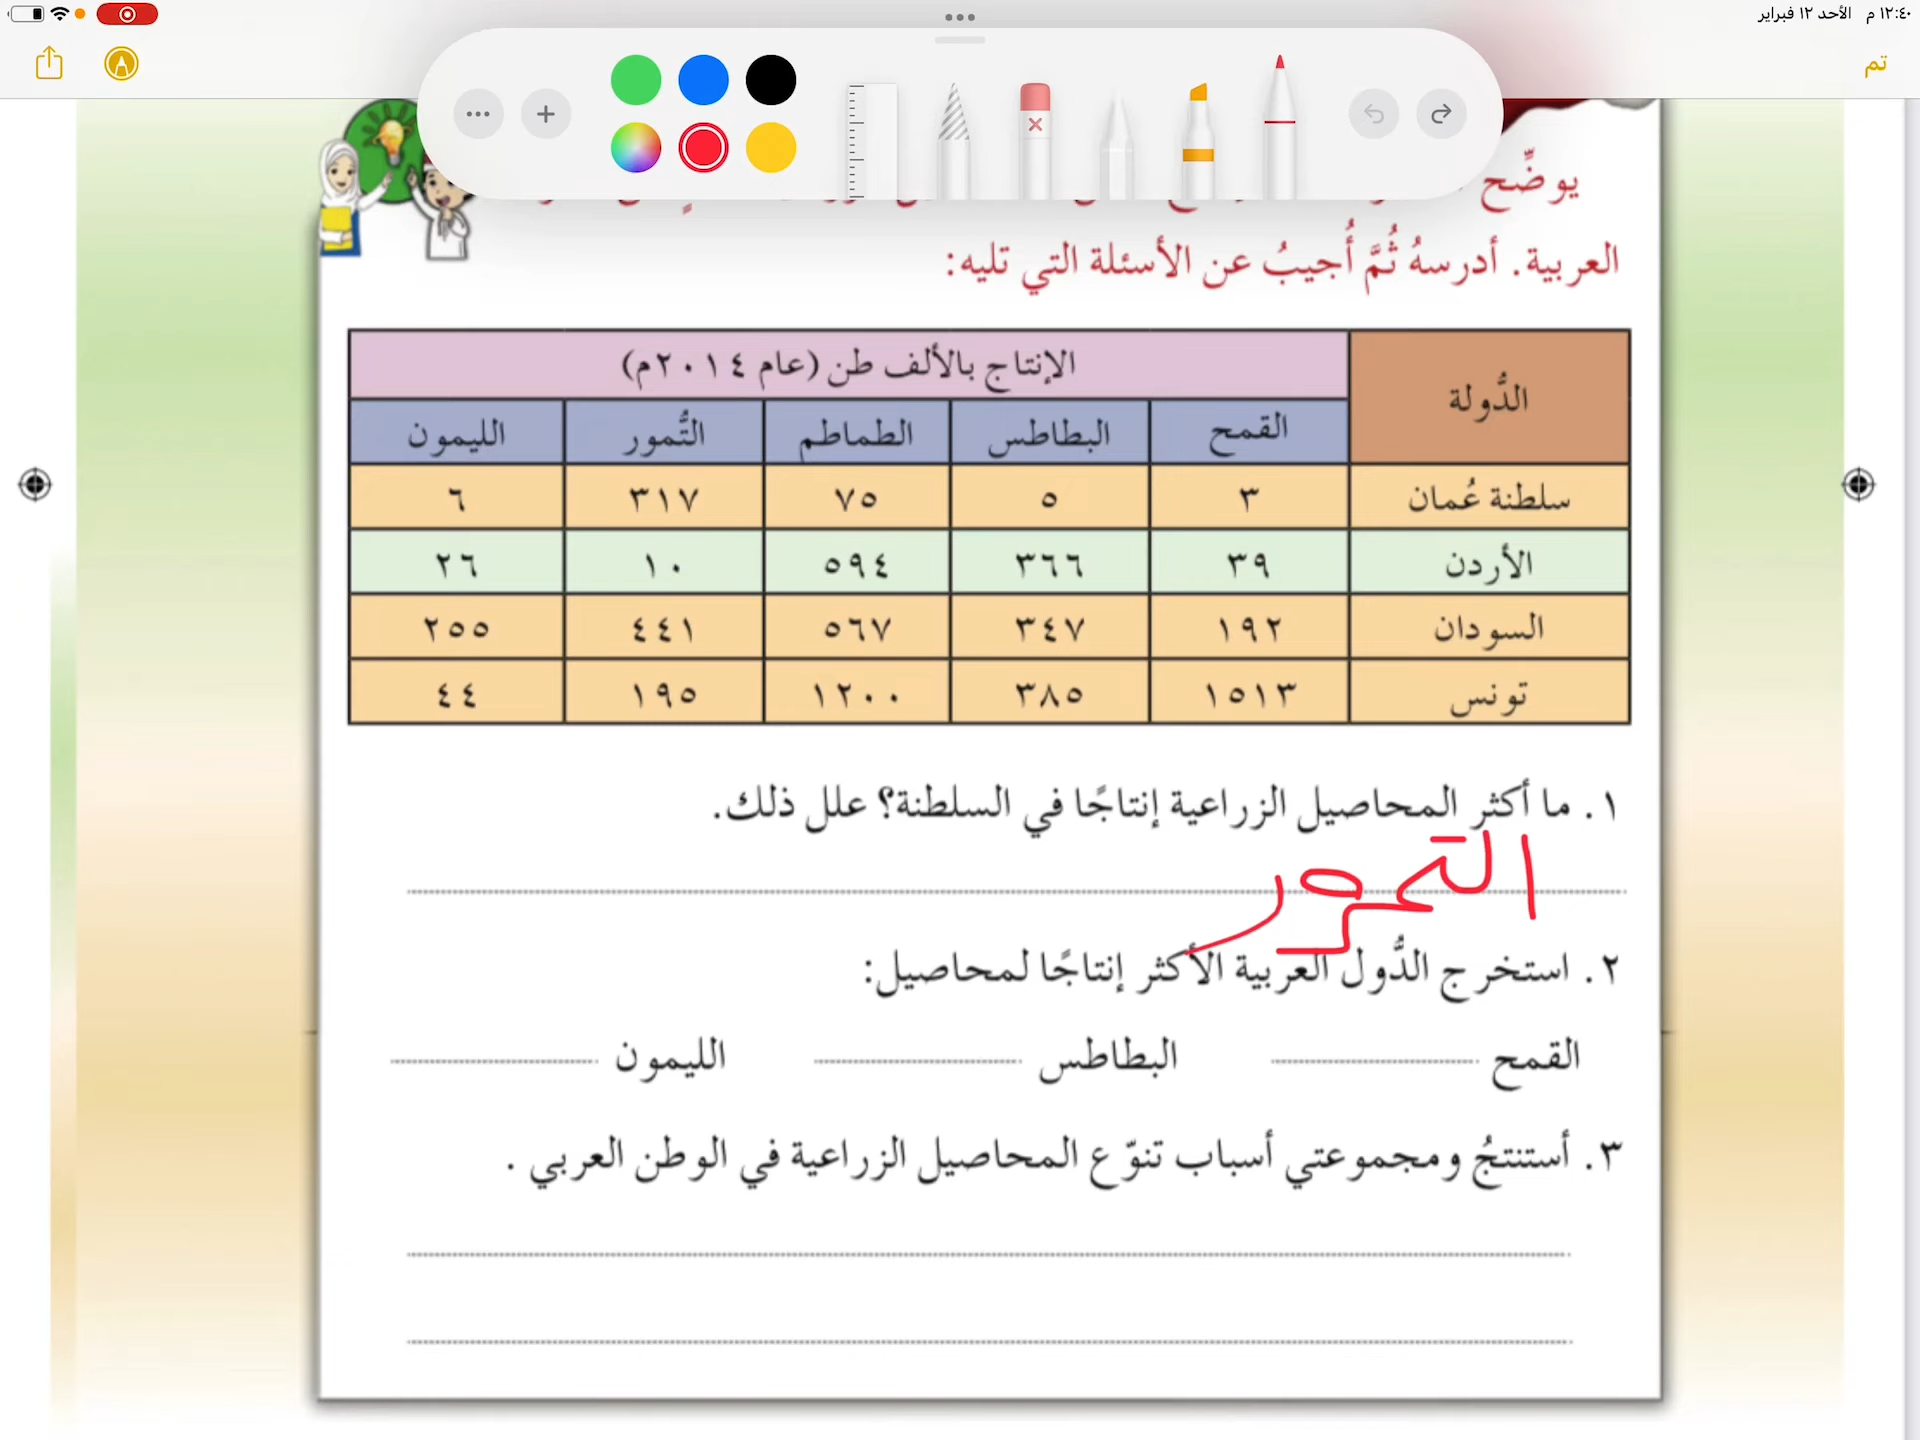 ١٢:٤٠ م الأحد ١٢ فبراير
تم
يوضِّح
العربية. أدرسهُ ثُمَّ أُجيبُ عن الأسئلة التي تليه:
الدُّولة الإنتاج بالألف طن (عام ٢٠١٤م)
القمح البطاطس الطماطم التُّمور الليمون
سلطنة عُمان ٣ ٥ ٧٥ ٣١٧ ٦
الأردن ٣٩ ٣٦٦ ٥٩٤ ١٠ ٢٦
السودان ١٩٢ ٣٤٧ ٥٦٧ ٤٤١ ٢٥٥
تونس ١٥١٣ ٣٨٥ ١٢٠٠ ١٩٥ ٤٤
١. ما أكثر المحاصيل الزراعية إنتاجًا في السلطنة؟ علل ذلك.
التمور
٢. استخرج الدُّول العربية الأكثر إنتاجًا لمحاصيل:
القمح البطاطس الليمون
٣. أستنتجُ ومجموعتي أسباب تنوّع المحاصيل الزراعية في الوطن العربي .